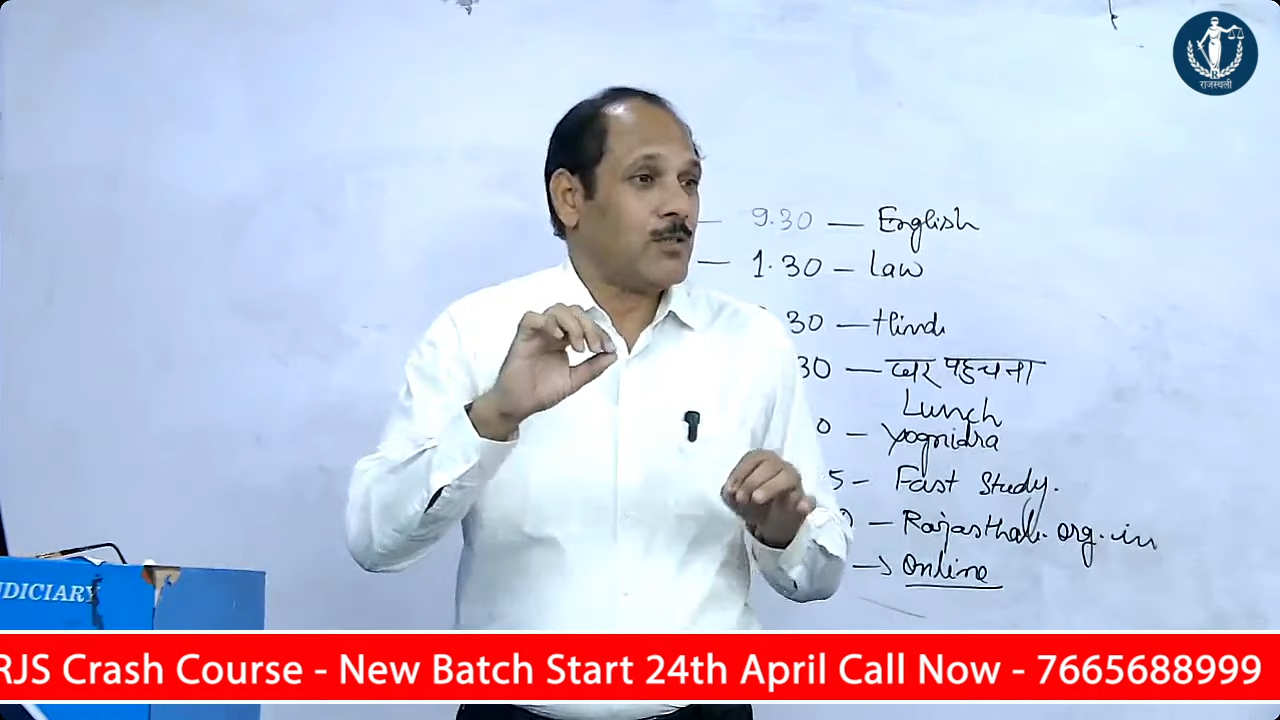 राजस्थली
— 9.30 — English
— 1.30 — Law
30 — Hindi
30 — घर पहुचना
Lunch
0 — Yognidra
5 — Fast Study.
— Rajasthali.org.in
→ Online
JUDICIARY
RJS Crash Course - New Batch Start 24th April Call Now - 7665688999